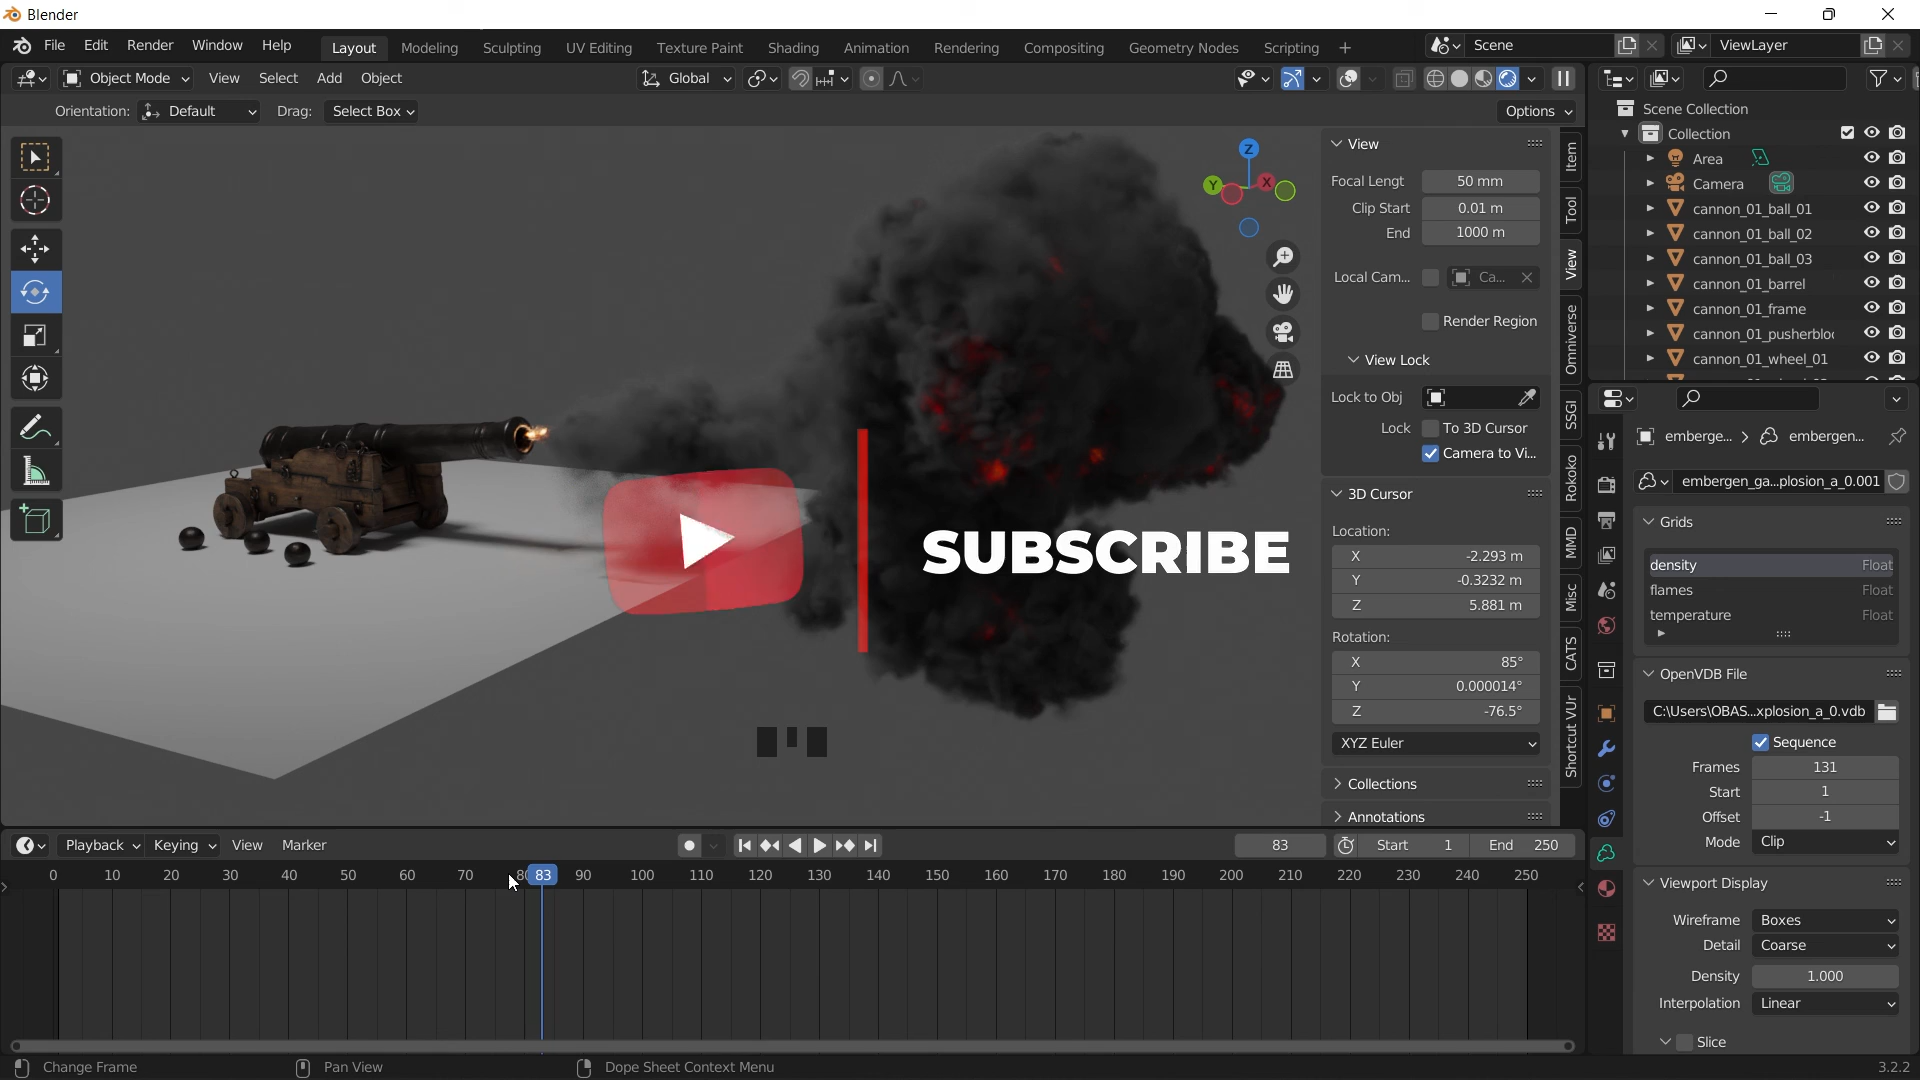 Blender
File Edit Render Window Help
Layout Modeling Sculpting UV Editing Texture Paint Shading Animation Rendering Compositing Geometry Nodes Scripting +
Scene
ViewLayer
Object Mode View Select Add Object
Global
Orientation: Default Drag: Select Box
Options
Z
Y
X
View
Focal Lengt 50 mm
Clip Start 0.01 m
End 1000 m
Local Cam... Ca...
Render Region
View Lock
Lock to Obj
Lock To 3D Cursor
Camera to Vi...
3D Cursor
Location:
X -2.293 m
Y -0.3232 m
Z 5.881 m
Rotation:
X 85°
Y 0.000014°
Z -76.5°
XYZ Euler
Collections
Annotations
Item
Tool
View
Omniverse
SSGI
Rokoko
MMD
Misc
CATS
Shortcut VUr
SUBSCRIBE
Scene Collection
Collection
Area
Camera
cannon_01_ball_01
cannon_01_ball_02
cannon_01_ball_03
cannon_01_barrel
cannon_01_frame
cannon_01_pusherbloc
cannon_01_wheel_01
emberge... > embergen...
embergen_ga...plosion_a_0.001
Grids
density Float
flames Float
temperature Float
OpenVDB File
C:\Users\OBAS...xplosion_a_0.vdb
Sequence
Frames 131
Start 1
Offset -1
Mode Clip
Viewport Display
Wireframe Boxes
Detail Coarse
Density 1.000
Interpolation Linear
Slice
Playback Keying View Marker
83 Start 1 End 250
0 10 20 30 40 50 60 70 80 83 90 100 110 120 130 140 150 160 170 180 190 200 210 220 230 240 250
Change Frame Pan View Dope Sheet Context Menu
3.2.2